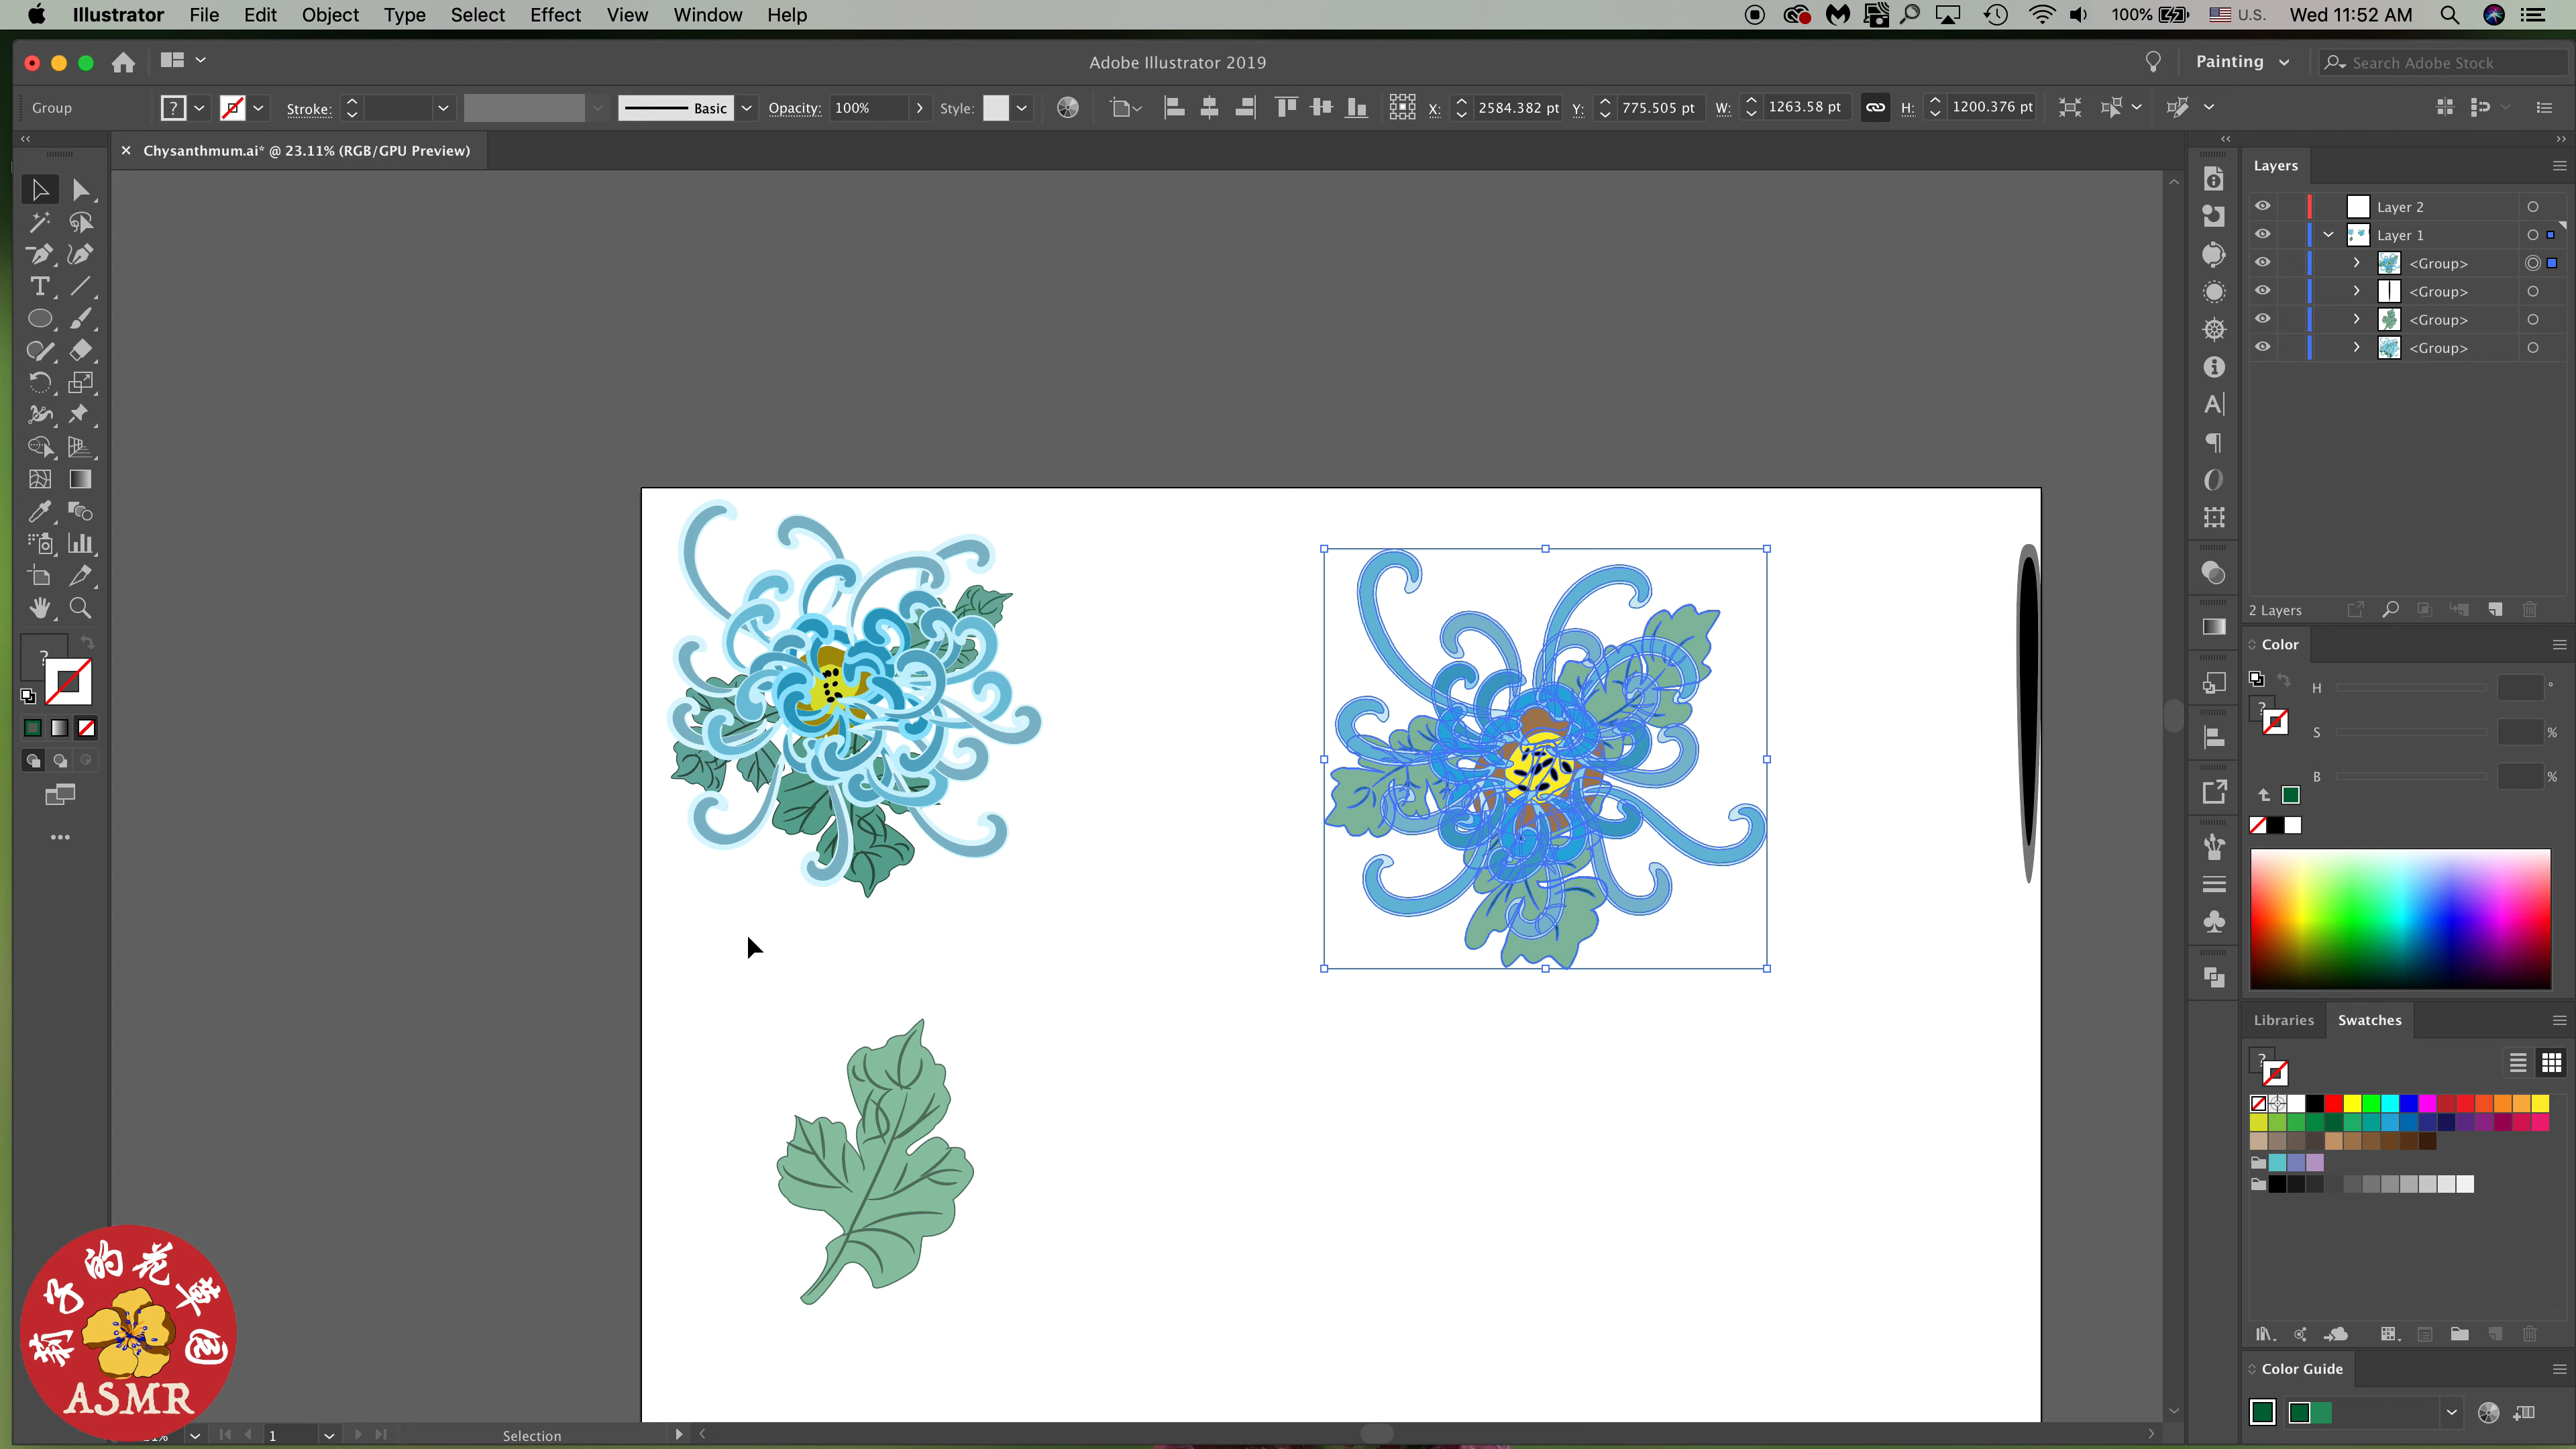 Illustrator File Edit Object Type Select Effect View Window Help 100% U.S. Wed 11:52 AM
Adobe Illustrator 2019 Painting Search Adobe Stock
Group ? Stroke: Basic Opacity: 100% Style: X: 2584.382 pt Y: 775.505 pt W: 1263.58 pt H: 1200.376 pt
× Chysanthmum.ai* @ 23.11% (RGB/GPU Preview)
Layers
Layer 2
Layer 1
<Group>
<Group>
<Group>
<Group>
2 Layers
Color
H °
S %
B %
Libraries Swatches
Color Guide
的花草
ASMR
1 Selection